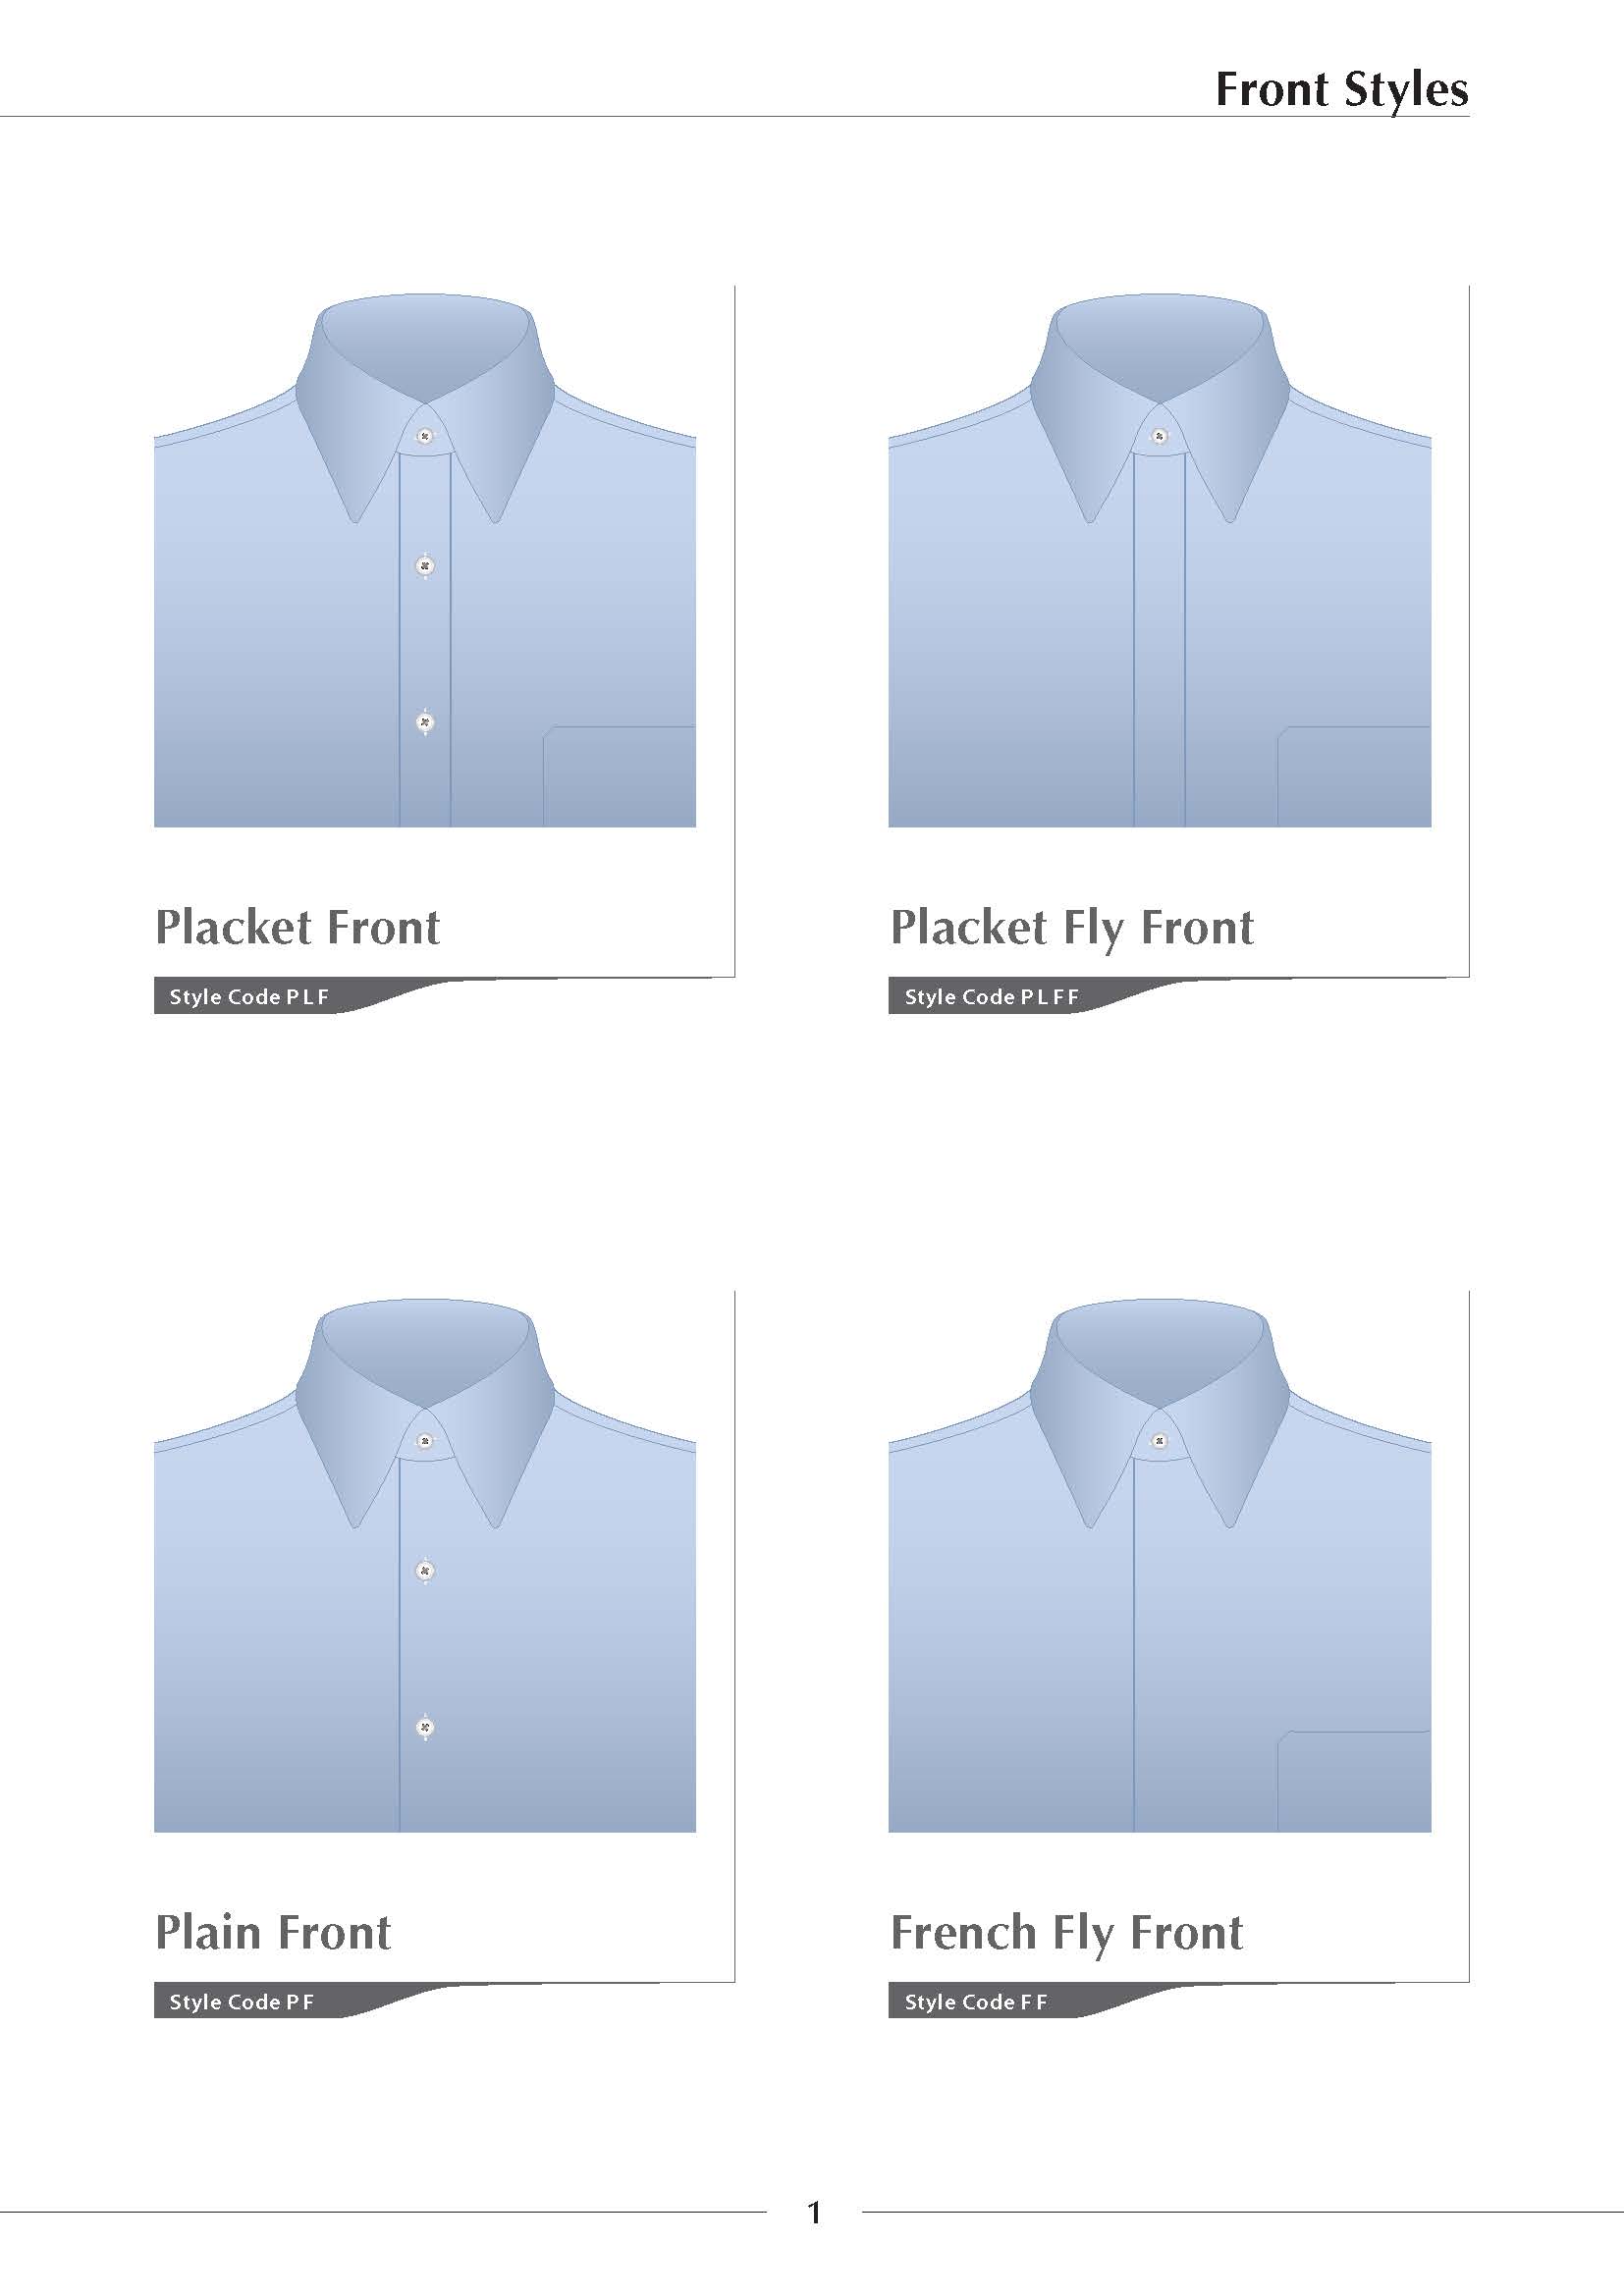 Front Styles
Placket Front
Style Code P L F
Placket Fly Front
Style Code P L F F
Plain Front
Style Code P F
French Fly Front
Style Code F F
1